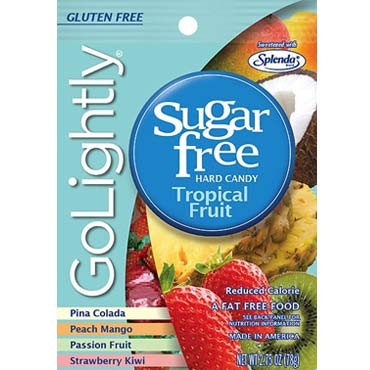 GLUTEN FREE
GoLightly®
Sweetened with
Splenda®
BRAND
Sugar
free
HARD CANDY
Tropical
Fruit
Reduced Calorie
A FAT FREE FOOD
SEE BACK PANEL FOR
NUTRITION INFORMATION
MADE IN AMERICA
NET WT 2.75 OZ (78g)
Pina Colada
Peach Mango
Passion Fruit
Strawberry Kiwi